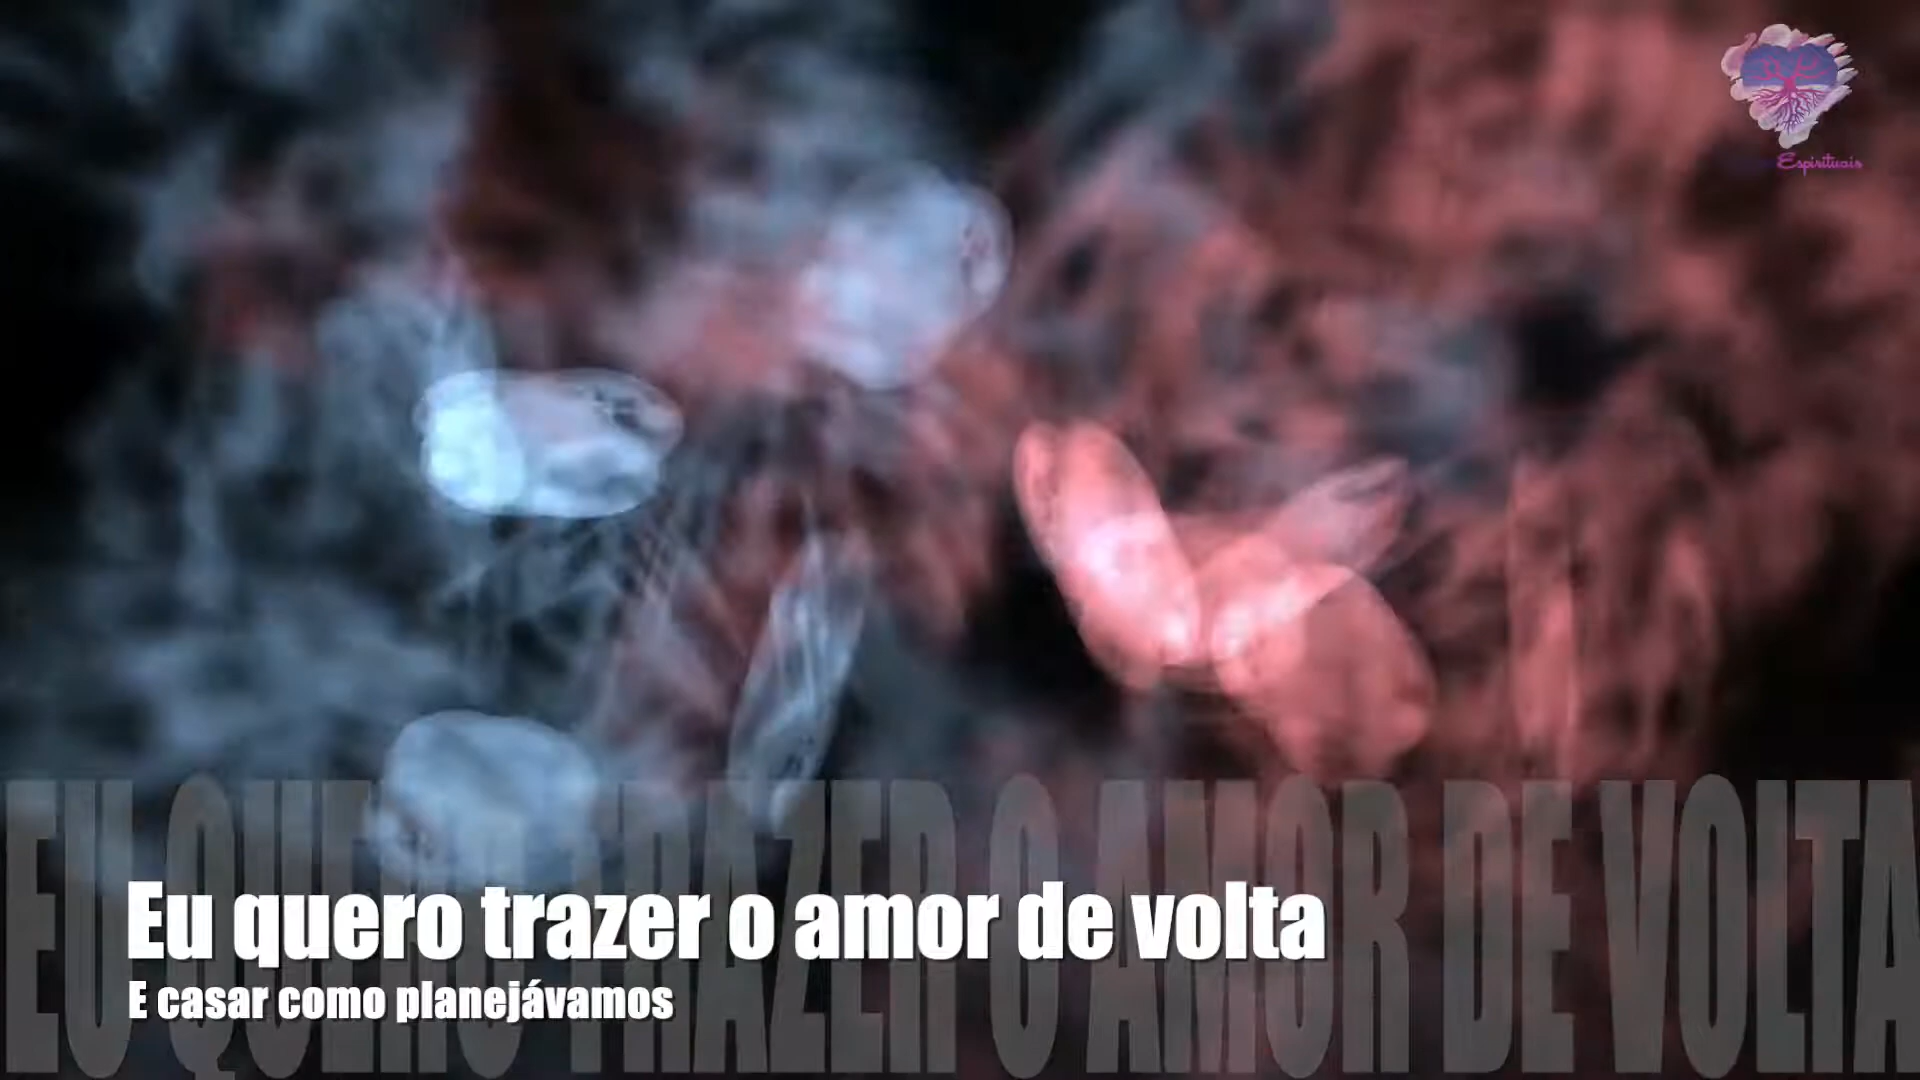 Espirituais
EU QUERO TRAZER O AMOR DE VOLTA
Eu quero trazer o amor de volta
E casar como planejávamos